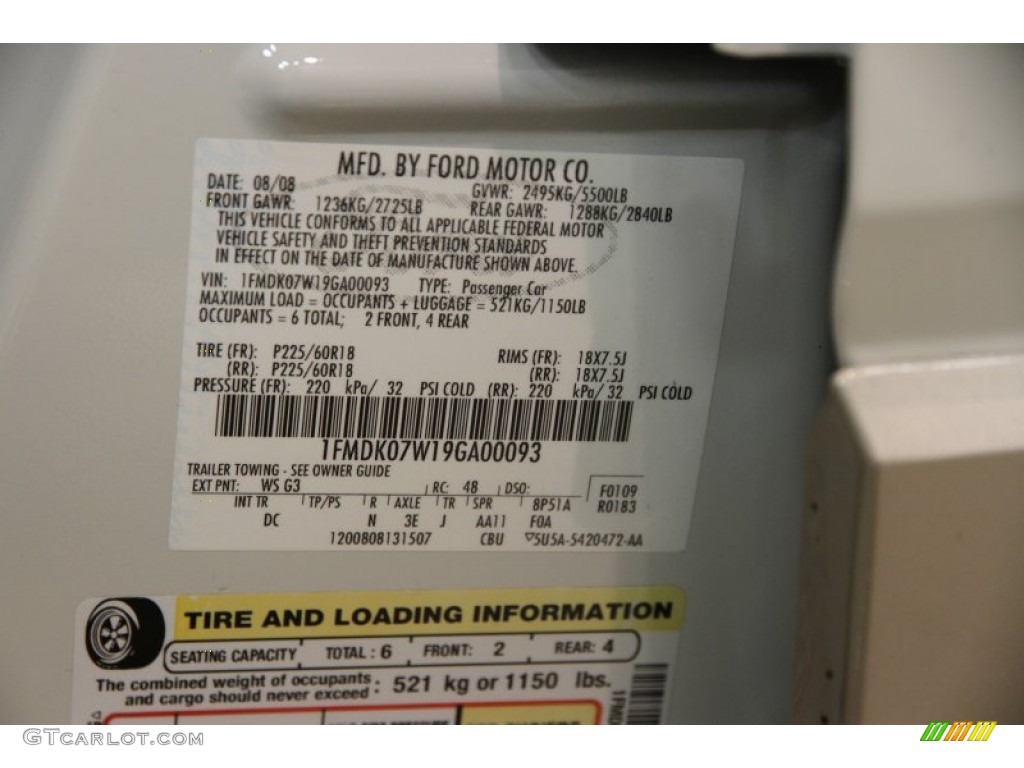 MFD. BY FORD MOTOR CO.
DATE: 08/08 GVWR: 2495KG/5500LB
FRONT GAWR: 1236KG/2725LB REAR GAWR: 1288KG/2840LB
THIS VEHICLE CONFORMS TO ALL APPLICABLE FEDERAL MOTOR
VEHICLE SAFETY AND THEFT PREVENTION STANDARDS
IN EFFECT ON THE DATE OF MANUFACTURE SHOWN ABOVE.
VIN: 1FMDK07W19GA00093 TYPE: Passenger Car
MAXIMUM LOAD = OCCUPANTS + LUGGAGE = 521KG/1150LB
OCCUPANTS = 6 TOTAL; 2 FRONT, 4 REAR
TIRE (FR): P225/60R18 RIMS (FR): 18X7.5J
(RR): P225/60R18 (RR): 18X7.5J
PRESSURE (FR): 220 kPa/ 32 PSI COLD (RR): 220 kPa/ 32 PSI COLD
1FMDK07W19GA00093
TRAILER TOWING - SEE OWNER GUIDE
EXT PNT: WS G3 RC: 48 DSO: F0109
INT TR TP/PS R AXLE TR SPR 8P51A R0183
DC N 3E J AA11 F0A
1200808131507 CBU ▽5U5A-5420472-AA
TIRE AND LOADING INFORMATION
SEATING CAPACITY TOTAL : 6 FRONT: 2 REAR: 4
The combined weight of occupants
and cargo should never exceed : 521 kg or 1150 lbs.
GTCarlot.com